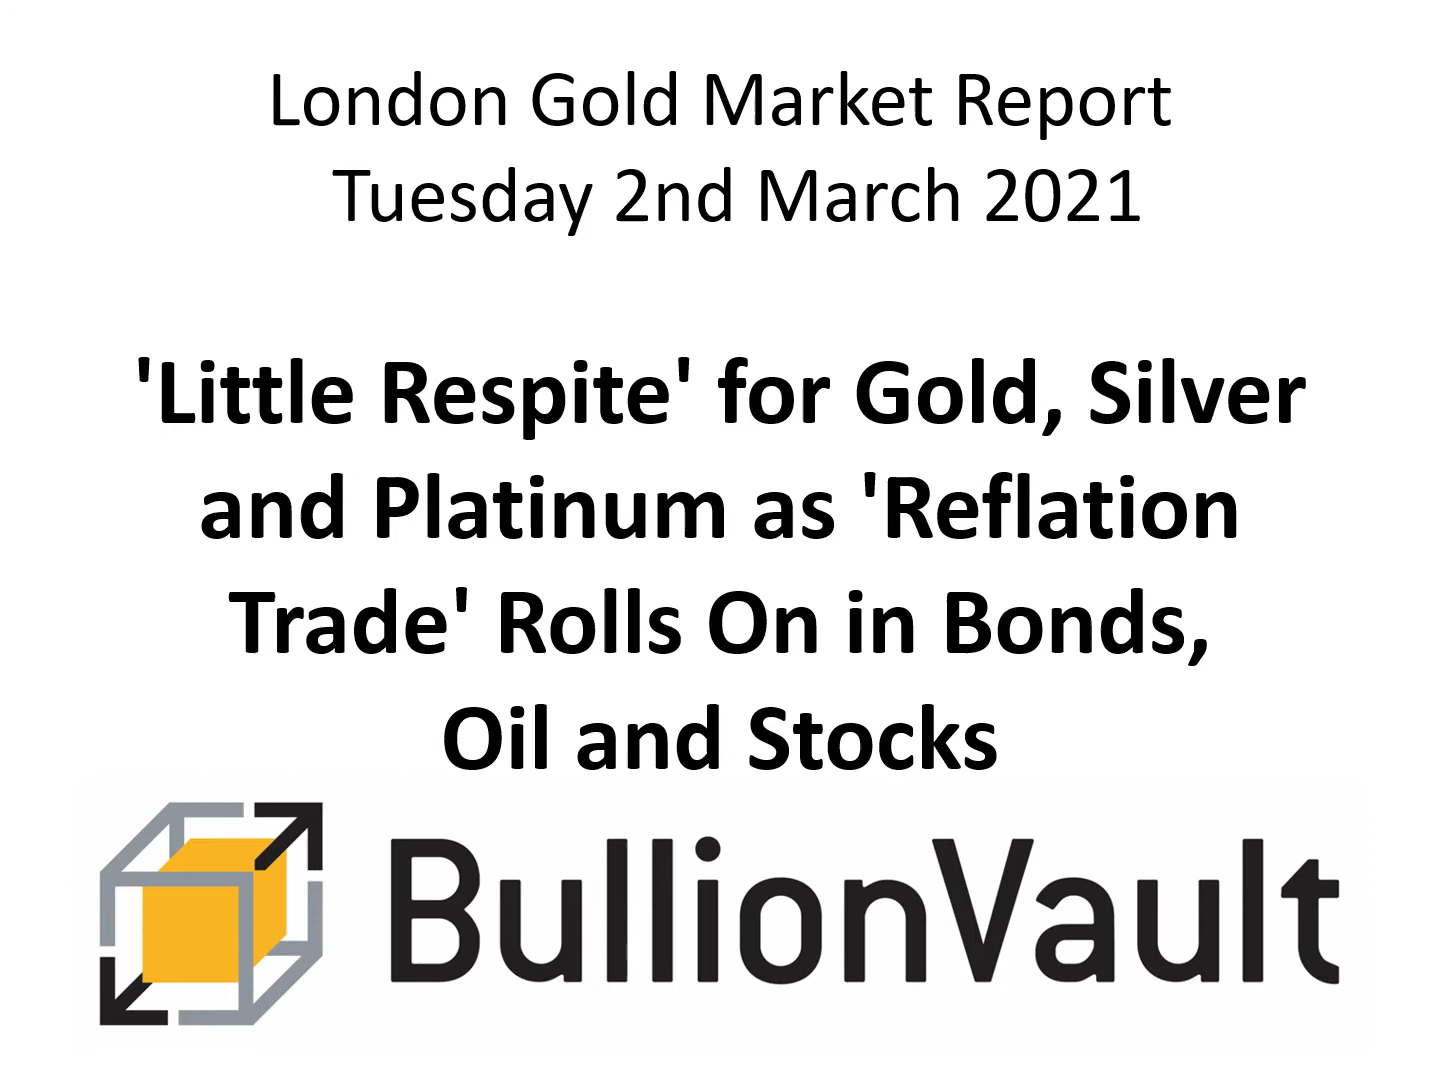 London Gold Market Report
Tuesday 2nd March 2021
'Little Respite' for Gold, Silver
and Platinum as 'Reflation
Trade' Rolls On in Bonds,
Oil and Stocks
BullionVault